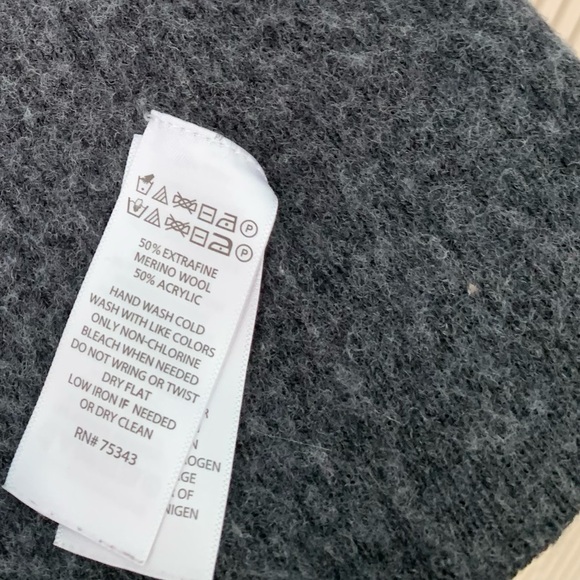 50% EXTRAFINE
MERINO WOOL
50% ACRYLIC
HAND WASH COLD
WASH WITH LIKE COLORS
ONLY NON-CHLORINE
BLEACH WHEN NEEDED
DO NOT WRING OR TWIST
DRY FLAT
LOW IRON IF NEEDED
OR DRY CLEAN
RN# 75343
P
P
OF